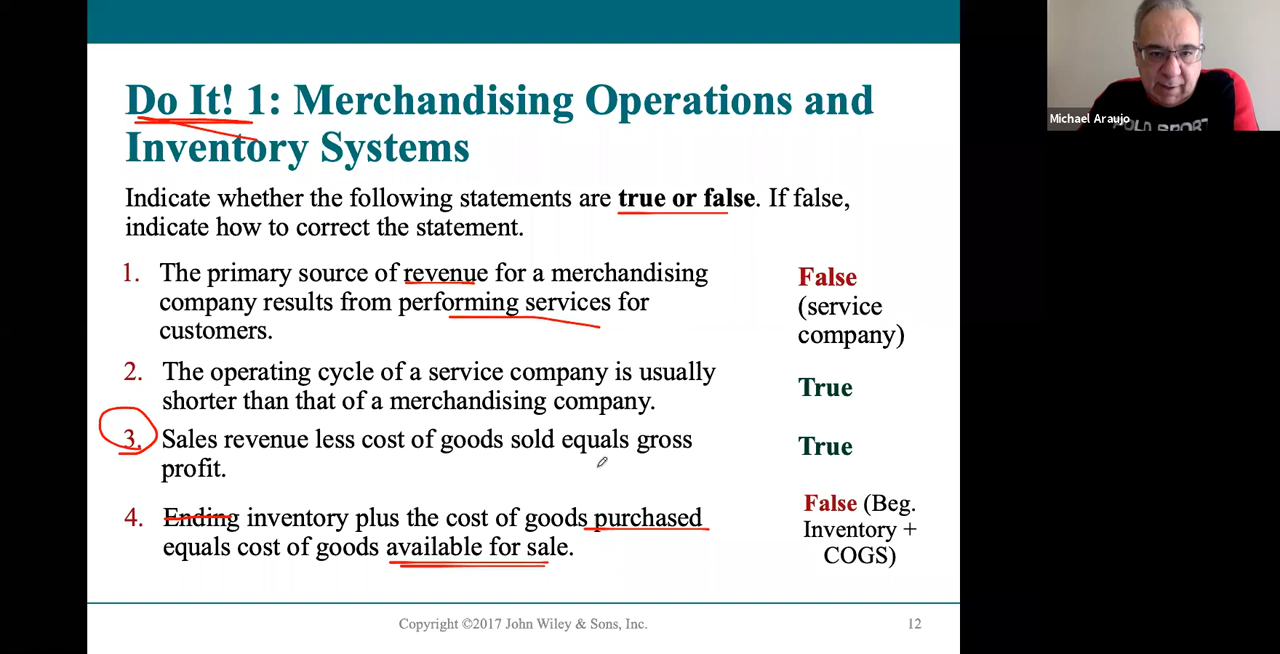 Do It! 1: Merchandising Operations and
Inventory Systems
Indicate whether the following statements are true or false. If false,
indicate how to correct the statement.
1. The primary source of revenue for a merchandising
company results from performing services for
customers.
False
(service
company)
2. The operating cycle of a service company is usually
shorter than that of a merchandising company.
True
3. Sales revenue less cost of goods sold equals gross
profit.
True
4. Ending inventory plus the cost of goods purchased
equals cost of goods available for sale.
False (Beg.
Inventory +
COGS)
Copyright ©2017 John Wiley & Sons, Inc.
12
Michael Araujo
POLO SPORT